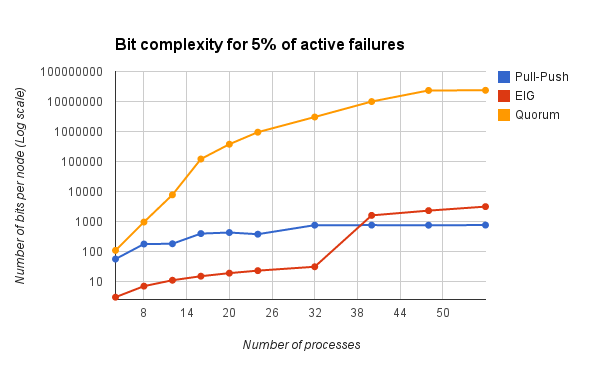 Bit complexity for 5% of active failures
Number of bits per node (Log scale)
100000000
10000000
1000000
100000
10000
1000
100
10
8 14 20 26 32 38 44 50
Number of processes
Pull-Push
EIG
Quorum